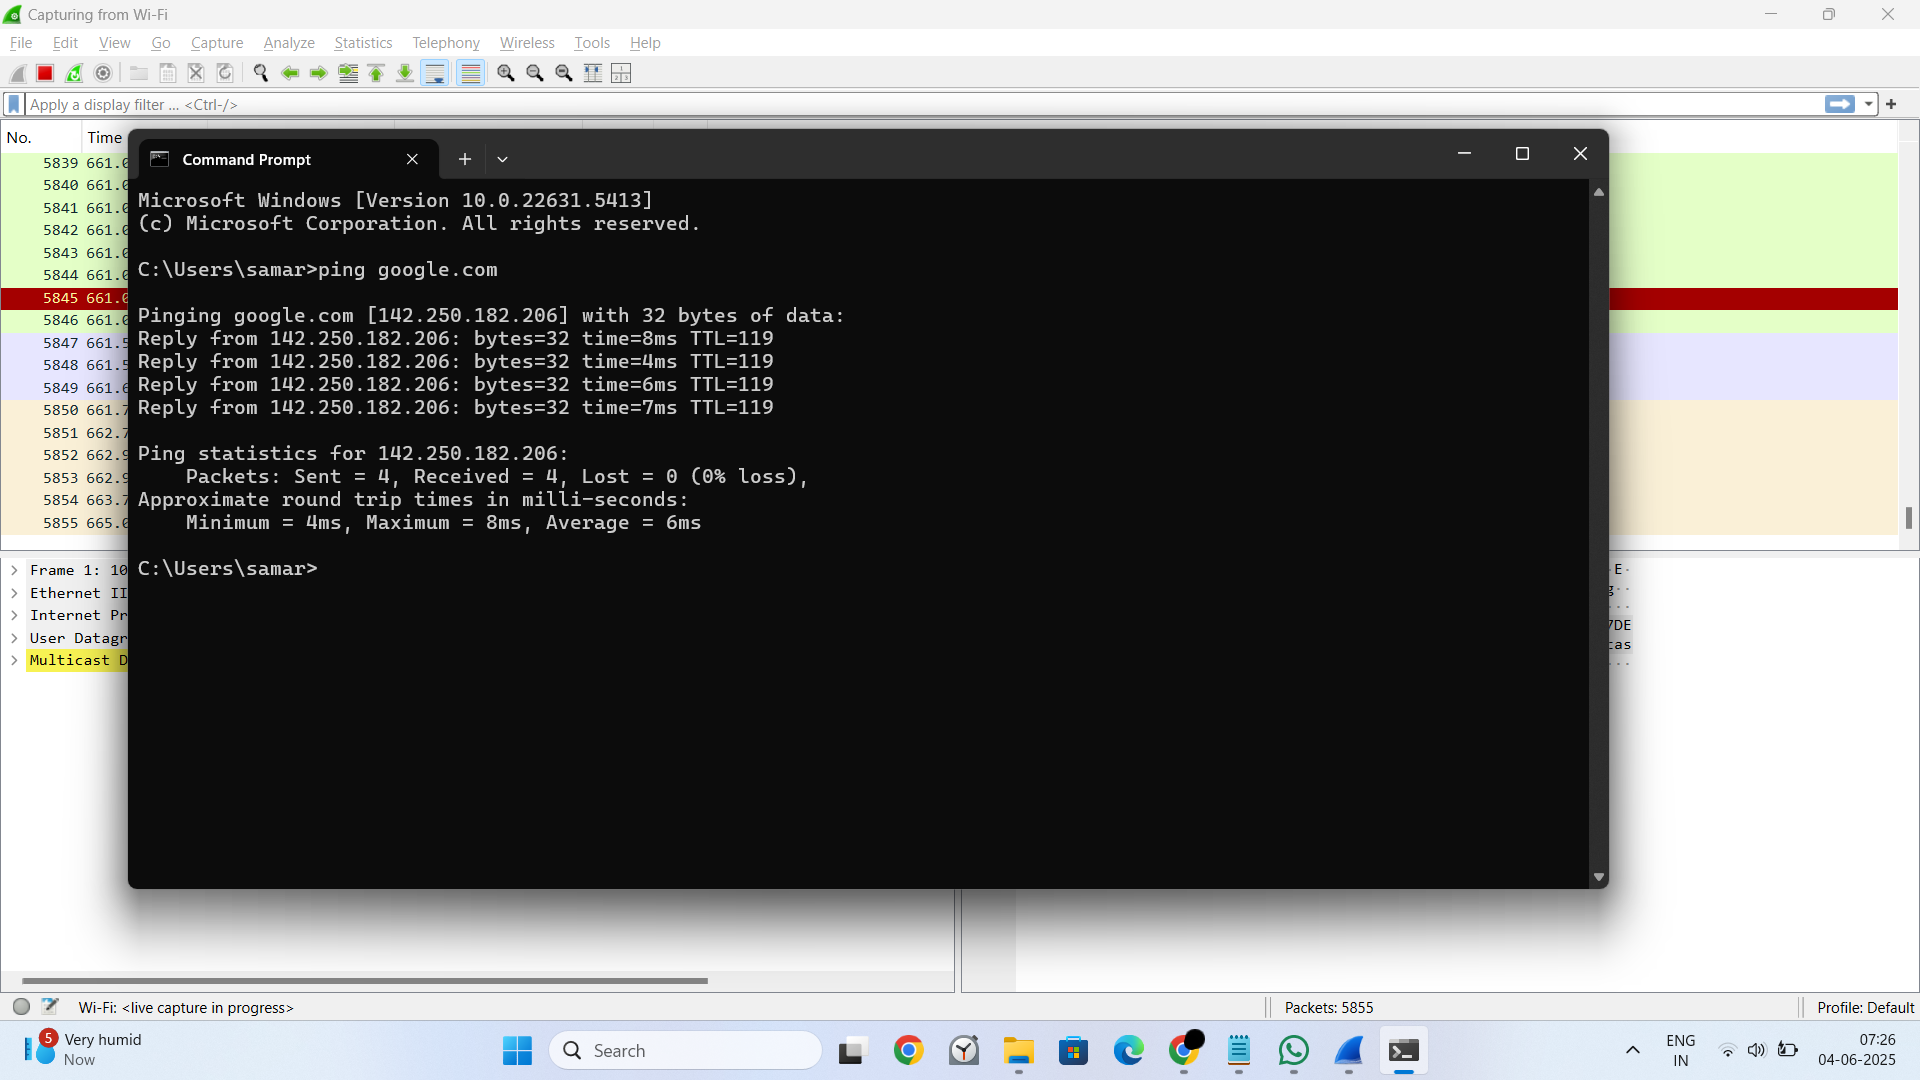 Capturing from Wi-Fi
File Edit View Go Capture Analyze Statistics Telephony Wireless Tools Help
Apply a display filter ... <Ctrl-/>
No. Time
5839 661.0
5840 661.0
5841 661.0
5842 661.0
5843 661.0
5844 661.0
5845 661.0
5846 661.0
5847 661.5
5848 661.5
5849 661.6
5850 661.7
5851 662.7
5852 662.9
5853 662.9
5854 663.7
5855 665.0
Command Prompt
Microsoft Windows [Version 10.0.22631.5413]
(c) Microsoft Corporation. All rights reserved.
C:\Users\samar>ping google.com
Pinging google.com [142.250.182.206] with 32 bytes of data:
Reply from 142.250.182.206: bytes=32 time=8ms TTL=119
Reply from 142.250.182.206: bytes=32 time=4ms TTL=119
Reply from 142.250.182.206: bytes=32 time=6ms TTL=119
Reply from 142.250.182.206: bytes=32 time=7ms TTL=119
Ping statistics for 142.250.182.206:
Packets: Sent = 4, Received = 4, Lost = 0 (0% loss),
Approximate round trip times in milli-seconds:
Minimum = 4ms, Maximum = 8ms, Average = 6ms
C:\Users\samar>
Frame 1: 10
Ethernet II
Internet Pr
User Datagr
Multicast D
E·
g··
7DE
cas
Wi-Fi: <live capture in progress>
Packets: 5855
Profile: Default
5
Very humid
Now
Search
ENG
IN
07:26
04-06-2025